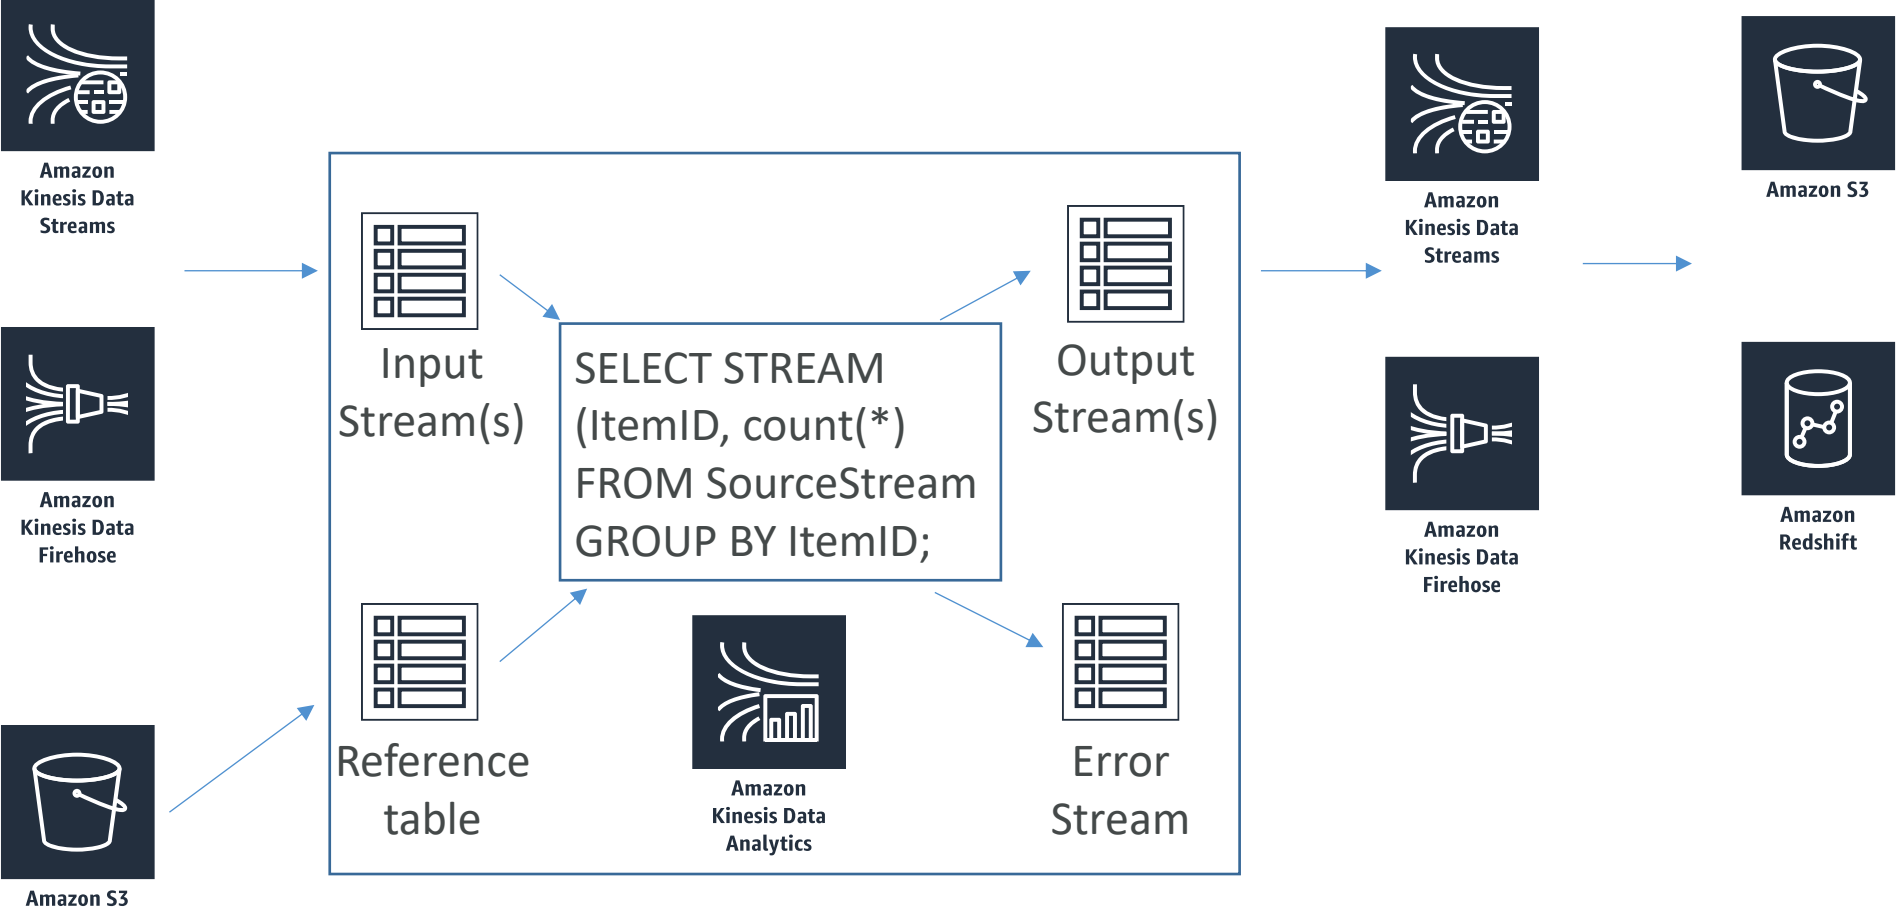 Amazon
Kinesis Data
Streams
Amazon
Kinesis Data
Firehose
Amazon S3
Input
Stream(s)
Reference
table
SELECT STREAM
(ItemID, count(*)
FROM SourceStream
GROUP BY ItemID;
Amazon
Kinesis Data
Analytics
Output
Stream(s)
Error
Stream
Amazon
Kinesis Data
Streams
Amazon
Kinesis Data
Firehose
Amazon S3
Amazon
Redshift